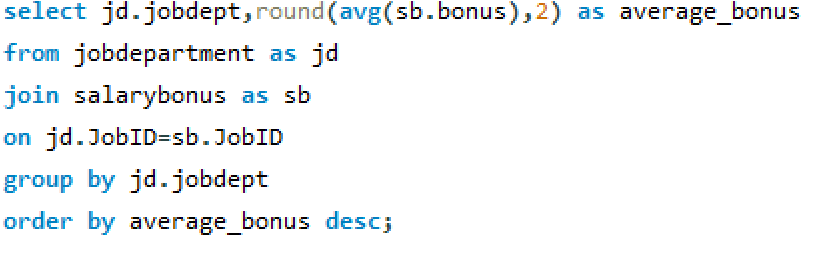 select jd.jobdept,round(avg(sb.bonus),2) as average_bonus
from jobdepartment as jd
join salarybonus as sb
on jd.JobID=sb.JobID
group by jd.jobdept
order by average_bonus desc;